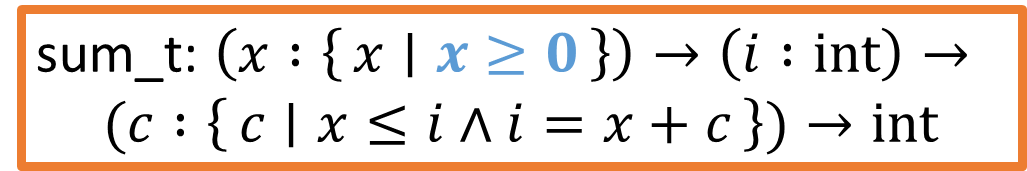 sum_t: (x : { x | x ≥ 0 }) → (i : int) →
(c : { c | x ≤ i ∧ i = x + c }) → int